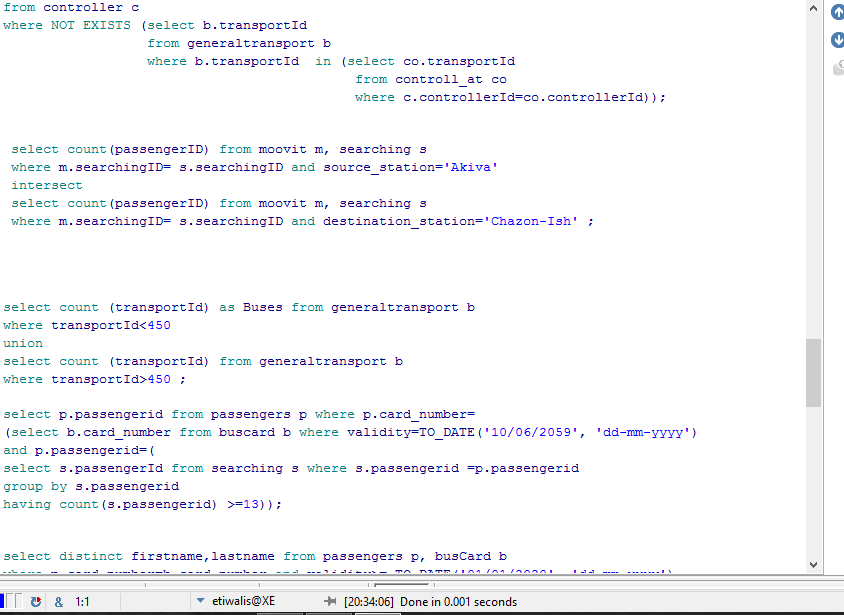 from controller c
where NOT EXISTS (select b.transportId
from generaltransport b
where b.transportId  in (select co.transportId
from controll_at co
where c.controllerId=co.controllerId));
select count(passengerID) from moovit m, searching s
where m.searchingID= s.searchingID and source_station='Akiva'
intersect
select count(passengerID) from moovit m, searching s
where m.searchingID= s.searchingID and destination_station='Chazon-Ish' ;
select count (transportId) as Buses from generaltransport b
where transportId<450
union
select count (transportId) from generaltransport b
where transportId>450 ;
select p.passengerid from passengers p where p.card_number=
(select b.card_number from buscard b where validity=TO_DATE('10/06/2059', 'dd-mm-yyyy')
and p.passengerid=(
select s.passengerId from searching s where s.passengerid =p.passengerid
group by s.passengerid
having count(s.passengerid) >=13));
select distinct firstname,lastname from passengers p, busCard b
& 1:1 etiwalis@XE [20:34:06] Done in 0.001 seconds